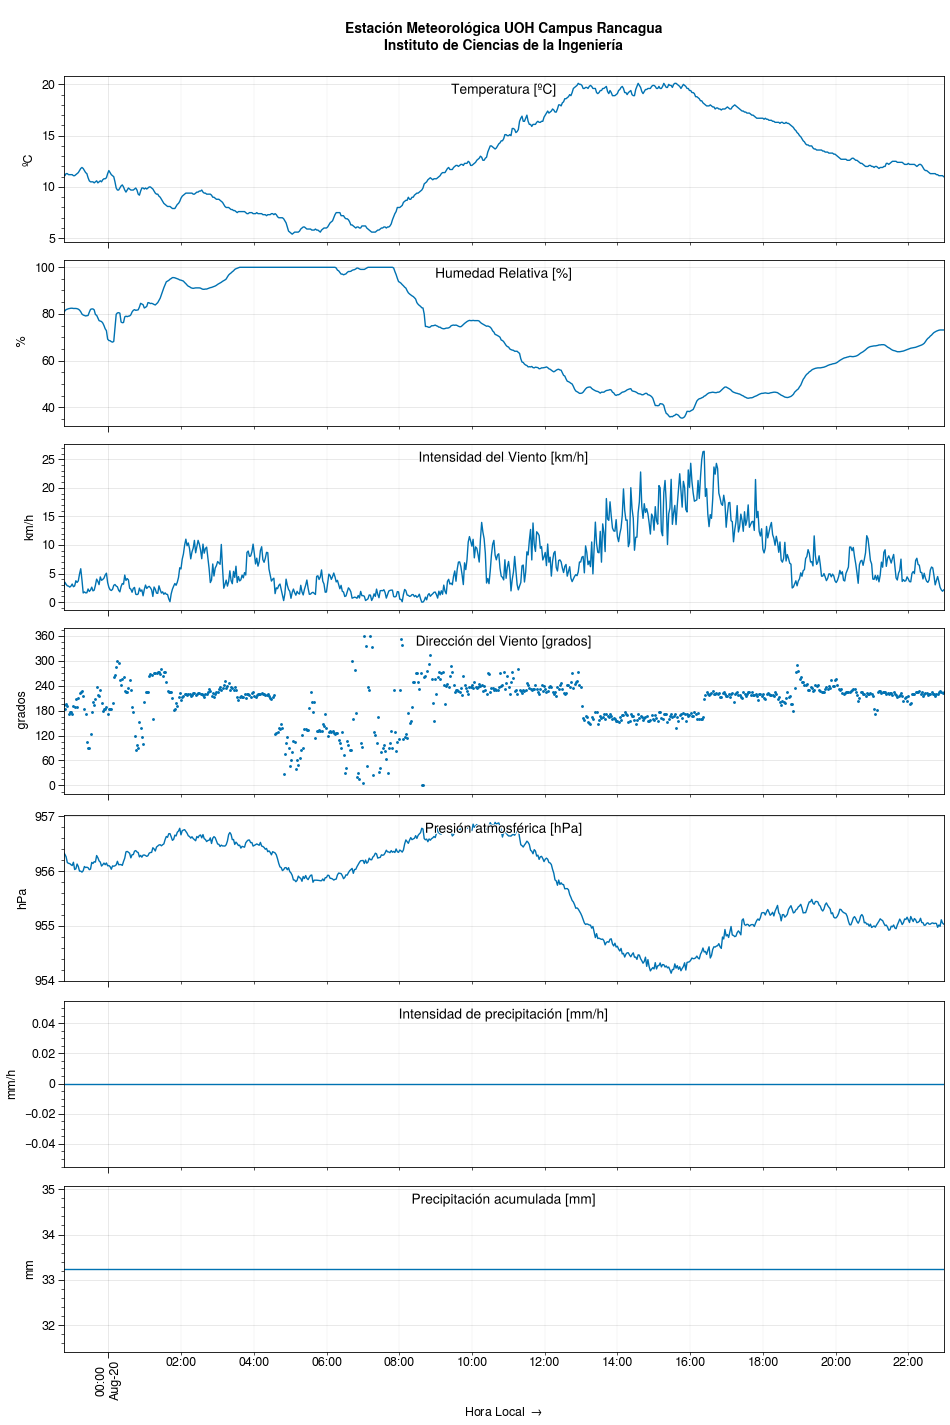 Estación Meteorológica UOH Campus Rancagua
Instituto de Ciencias de la Ingeniería
Temperatura [ºC]
20
15
10
5
ºC
Humedad Relativa [%]
100
80
60
40
%
Intensidad del Viento [km/h]
25
20
15
10
5
0
km/h
Dirección del Viento [grados]
360
300
240
180
120
60
0
grados
Presión atmosférica [hPa]
957
956
955
954
hPa
Intensidad de precipitación [mm/h]
0.04
0.02
0
−0.02
−0.04
mm/h
Precipitación acumulada [mm]
35
34
33
32
mm
00:00
Aug-20
02:00 04:00 06:00 08:00 10:00 12:00 14:00 16:00 18:00 20:00 22:00
Hora Local →